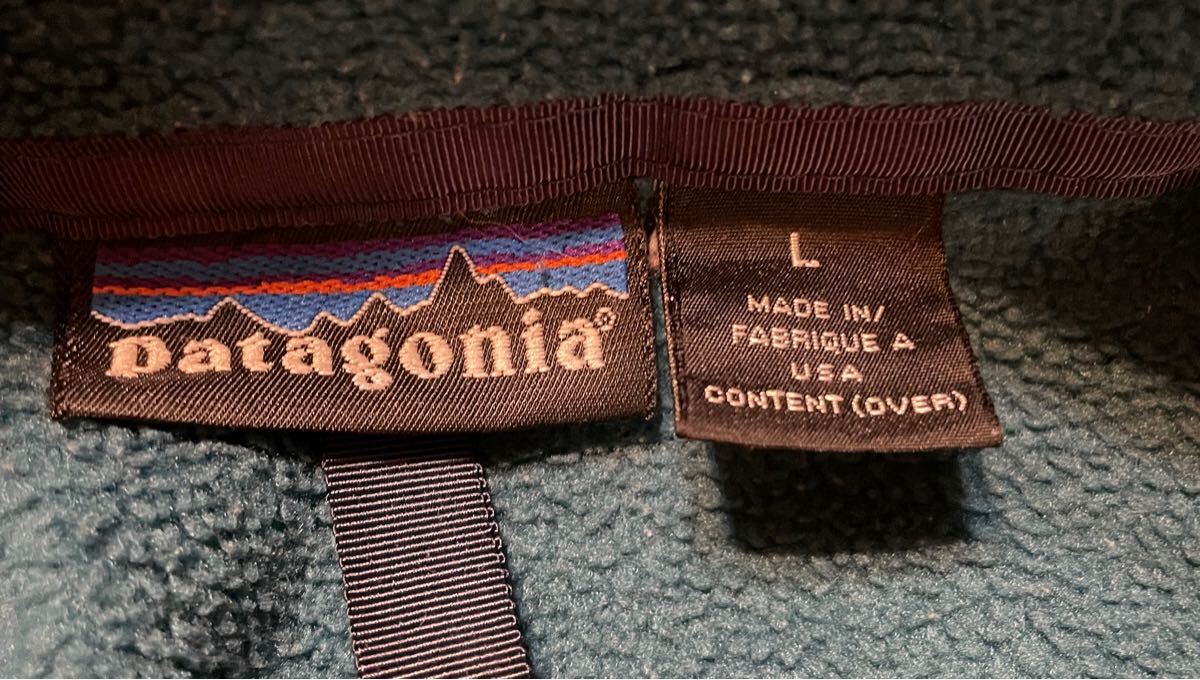 patagonia®
L
MADE IN/
FABRIQUE A
USA
CONTENT (OVER)